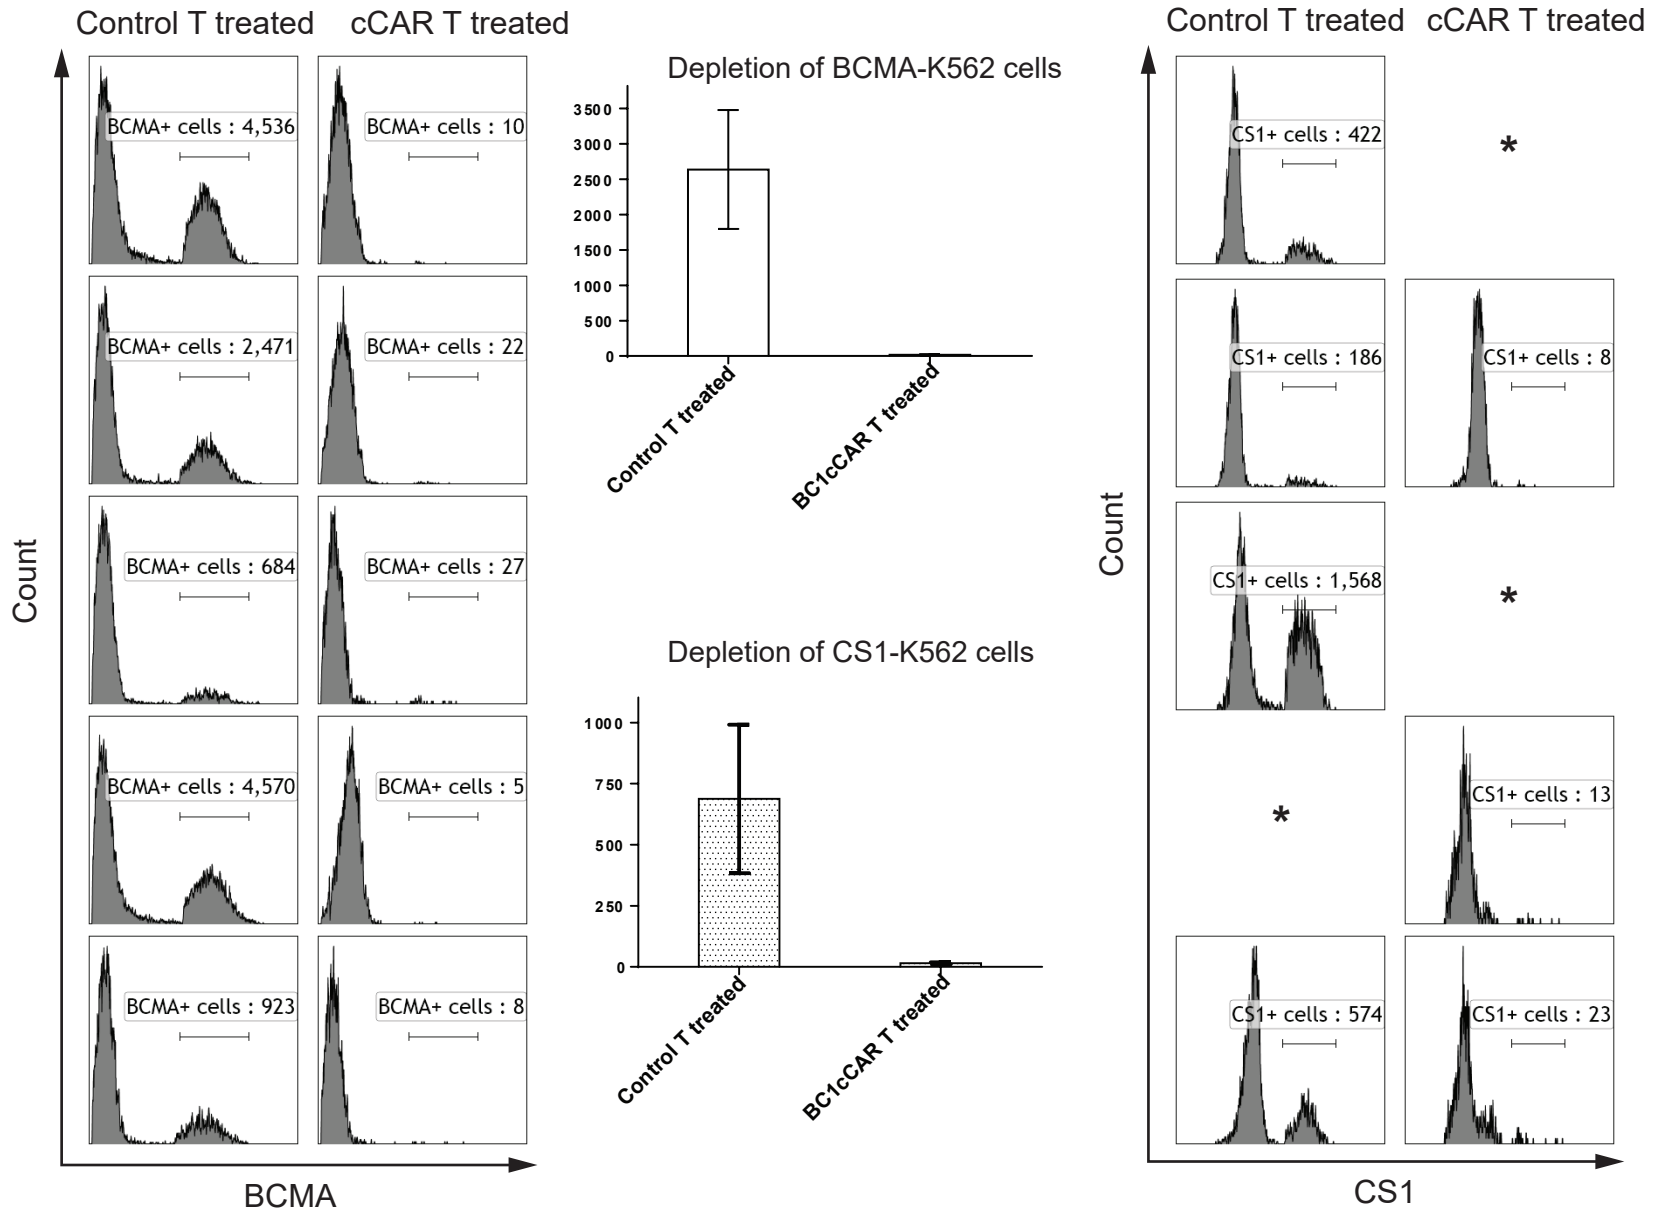 Control T treated
cCAR T treated
BCMA+ cells : 4,536
BCMA+ cells : 10
BCMA+ cells : 2,471
BCMA+ cells : 22
BCMA+ cells : 684
BCMA+ cells : 27
BCMA+ cells : 4,570
BCMA+ cells : 5
BCMA+ cells : 923
BCMA+ cells : 8
Count
BCMA
Depletion of BCMA-K562 cells
3500
3000
2500
2000
1500
1000
500
0
Control T treated
BC1cCAR T treated
Depletion of CS1-K562 cells
1000
750
500
250
0
Control T treated
BC1cCAR T treated
Control T treated
cCAR T treated
CS1+ cells : 422
*
CS1+ cells : 186
CS1+ cells : 8
CS1+ cells : 1,568
*
*
CS1+ cells : 13
CS1+ cells : 574
CS1+ cells : 23
Count
CS1